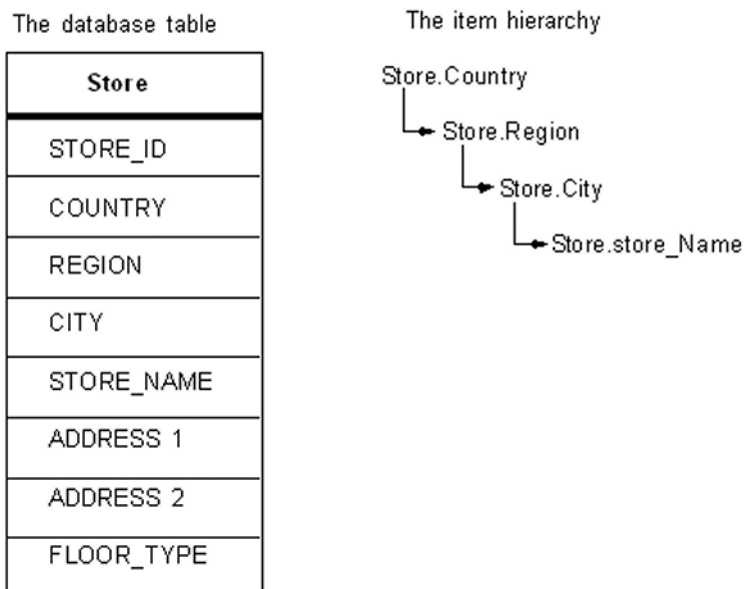 The database table
Store
STORE_ID
COUNTRY
REGION
CITY
STORE_NAME
ADDRESS 1
ADDRESS 2
FLOOR_TYPE
The item hierarchy
Store.Country
Store.Region
Store.City
Store.store_Name